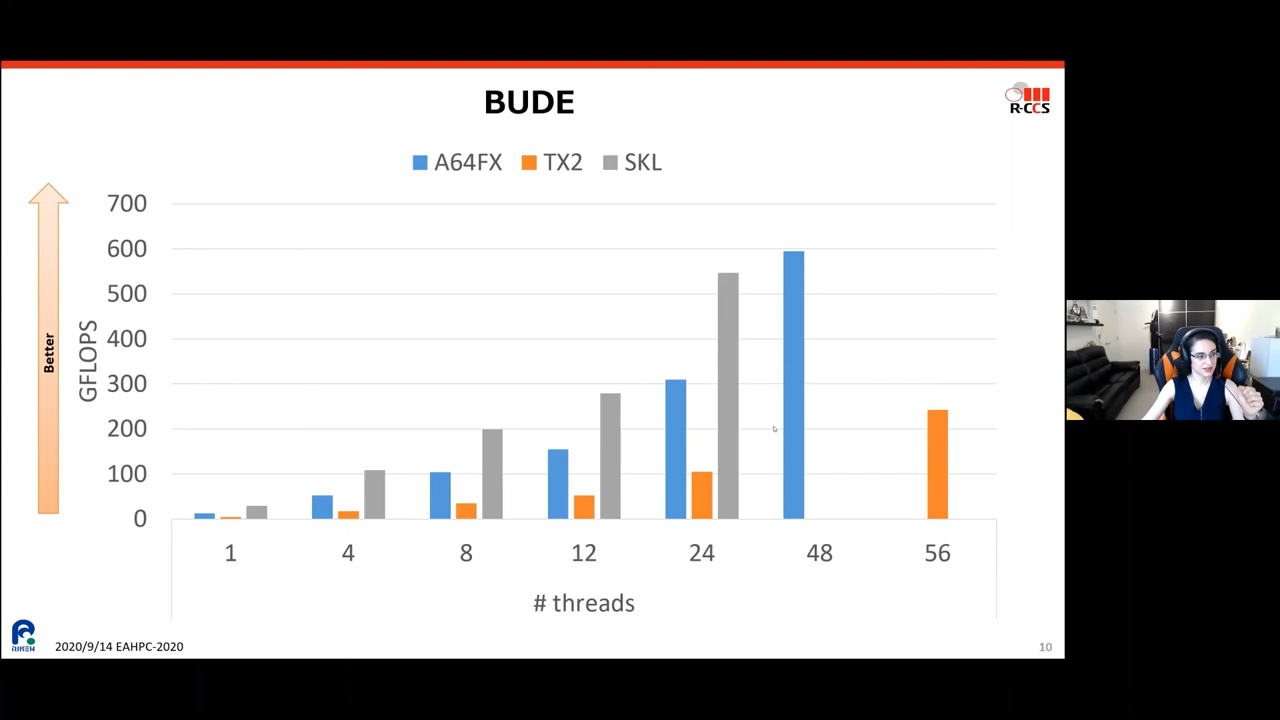 BUDE
R-CCS
A64FX TX2 SKL
700
600
500
400
300
200
100
0
GFLOPS
Better
1 4 8 12 24 48 56
# threads
RIKEN
2020/9/14 EAHPC-2020
10